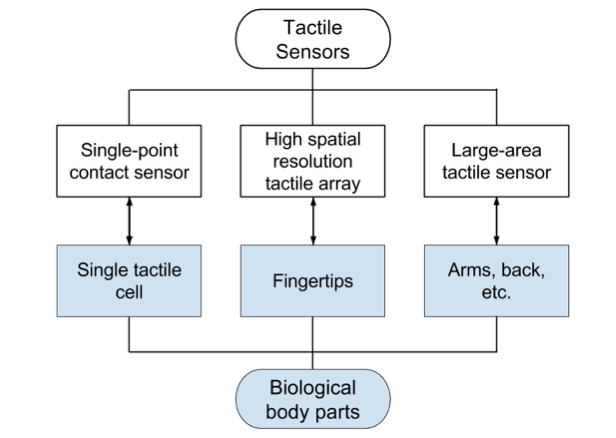 Tactile
Sensors
Single-point
contact sensor
High spatial
resolution
tactile array
Large-area
tactile sensor
Single tactile
cell
Fingertips
Arms, back,
etc.
Biological
body parts